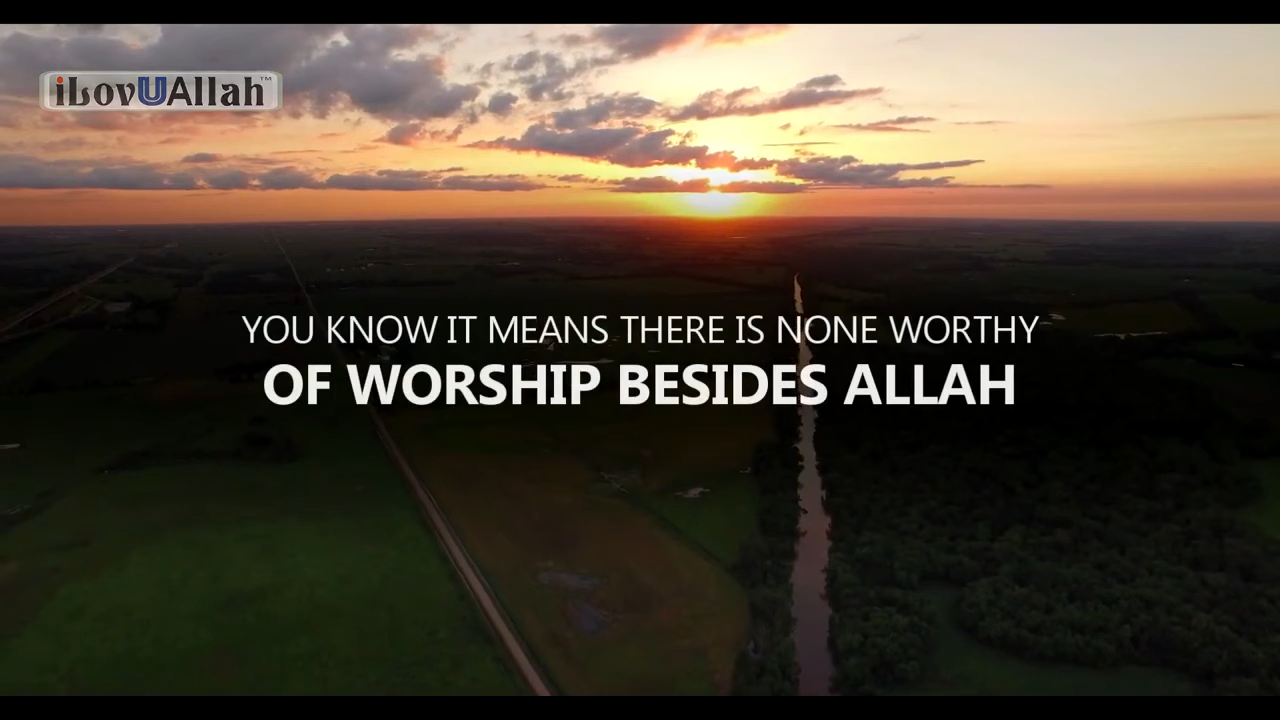 iLovUAllah™
YOU KNOW IT MEANS THERE IS NONE WORTHY
OF WORSHIP BESIDES ALLAH